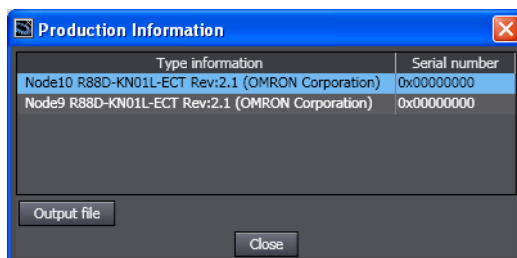 Production Information
Type information Serial number
Node10 R88D-KN01L-ECT Rev:2.1 (OMRON Corporation) 0x00000000
Node9 R88D-KN01L-ECT Rev:2.1 (OMRON Corporation) 0x00000000
Output file
Close